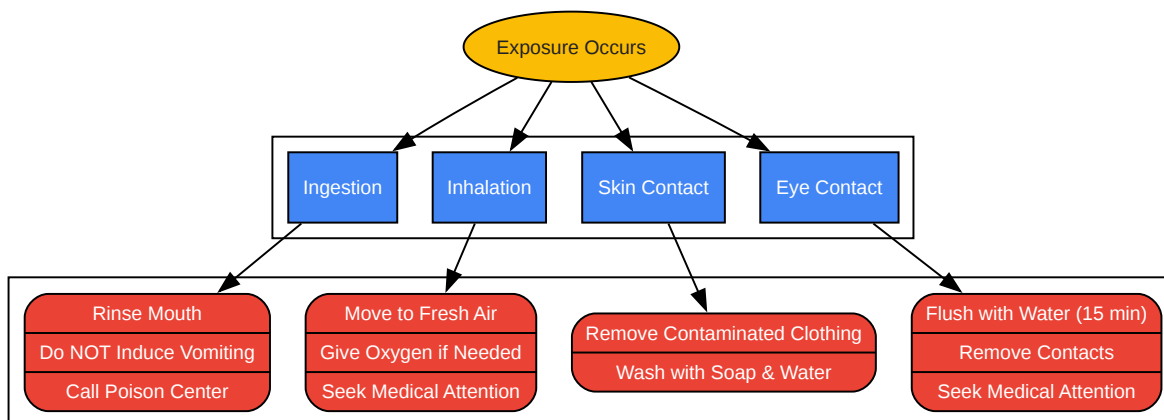 Exposure Occurs
Ingestion
Inhalation
Skin Contact
Eye Contact
Rinse Mouth
Do NOT Induce Vomiting
Call Poison Center
Move to Fresh Air
Give Oxygen if Needed
Seek Medical Attention
Remove Contaminated Clothing
Wash with Soap & Water
Flush with Water (15 min)
Remove Contacts
Seek Medical Attention